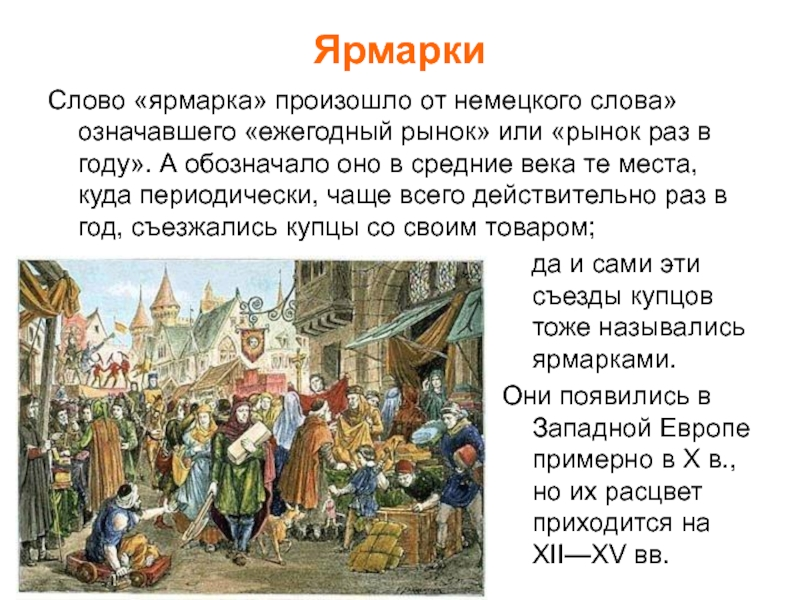 Ярмарки
Слово «ярмарка» произошло от немецкого слова»
означавшего «ежегодный рынок» или «рынок раз в
году». А обозначало оно в средние века те места,
куда периодически, чаще всего действительно раз в
год, съезжались купцы со своим товаром;
да и сами эти
съезды купцов
тоже назывались
ярмарками.
Они появились в
Западной Европе
примерно в X в.,
но их расцвет
приходится на
XII—XV вв.